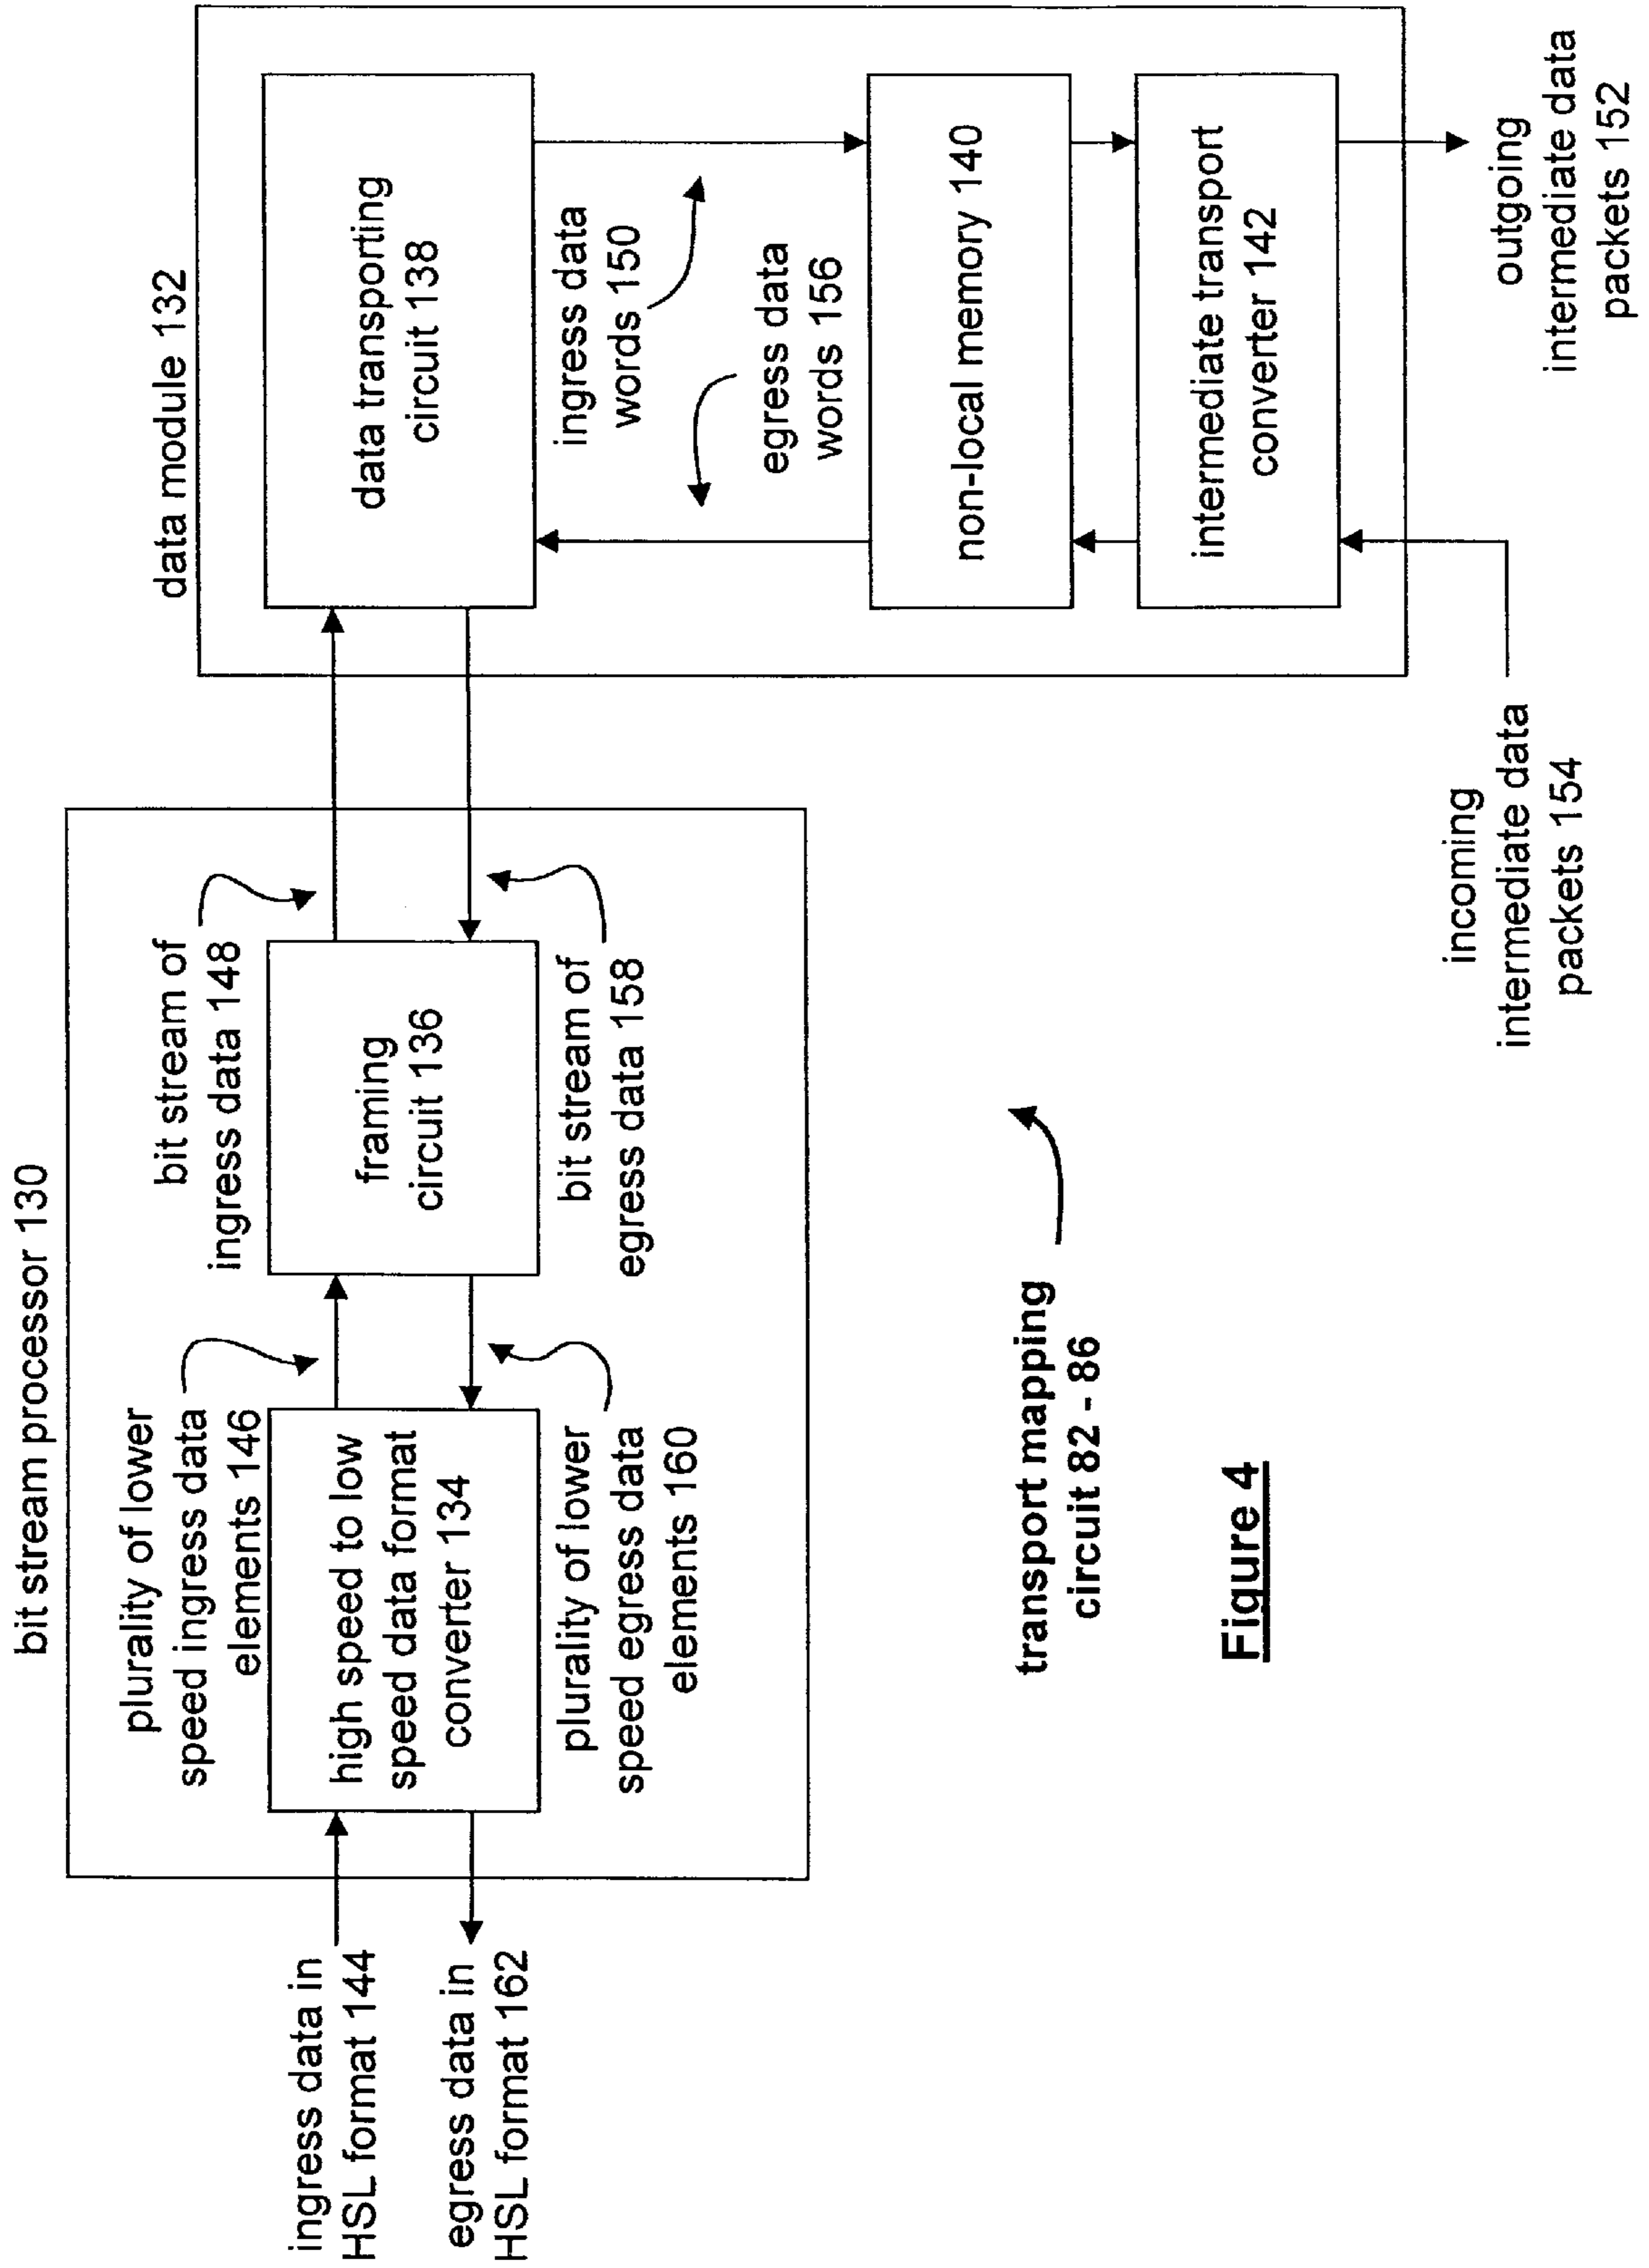 bit stream processor 130
data module 132
plurality of lower
speed ingress data
elements 146
bit stream of
ingress data 148
ingress data in
HSL format 144
egress data in
HSL format 162
high speed to low
speed data format
converter 134
framing
circuit 136
data transporting
circuit 138
plurality of lower
speed egress data
elements 160
bit stream of
egress data 158
ingress data
words 150
egress data
words 156
non-local memory 140
intermediate transport
converter 142
transport mapping
circuit 82 - 86
incoming
intermediate data
packets 154
outgoing
intermediate data
packets 152
Figure 4